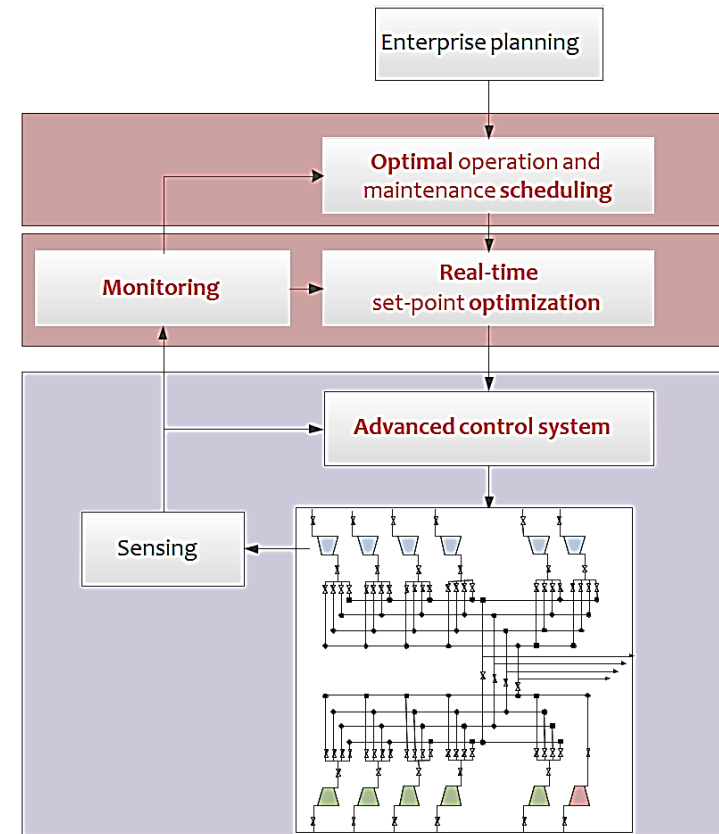 Enterprise planning
Optimal operation and
maintenance scheduling
Monitoring
Real-time
set-point optimization
Advanced control system
Sensing